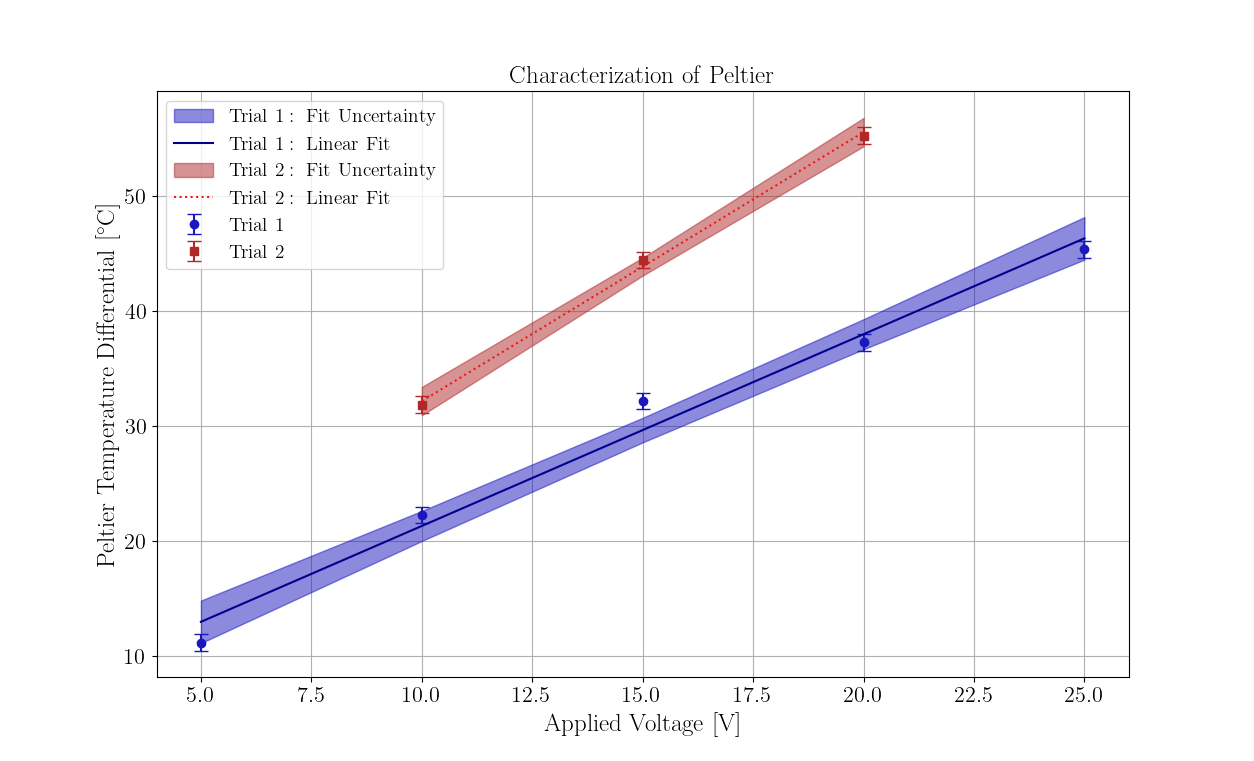 Characterization of Peltier
Trial 1 : Fit Uncertainty
Trial 1 : Linear Fit
Trial 2 : Fit Uncertainty
Trial 2 : Linear Fit
Trial 1
Trial 2
Peltier Temperature Differential [°C]
50
40
30
20
10
5.0 7.5 10.0 12.5 15.0 17.5 20.0 22.5 25.0
Applied Voltage [V]